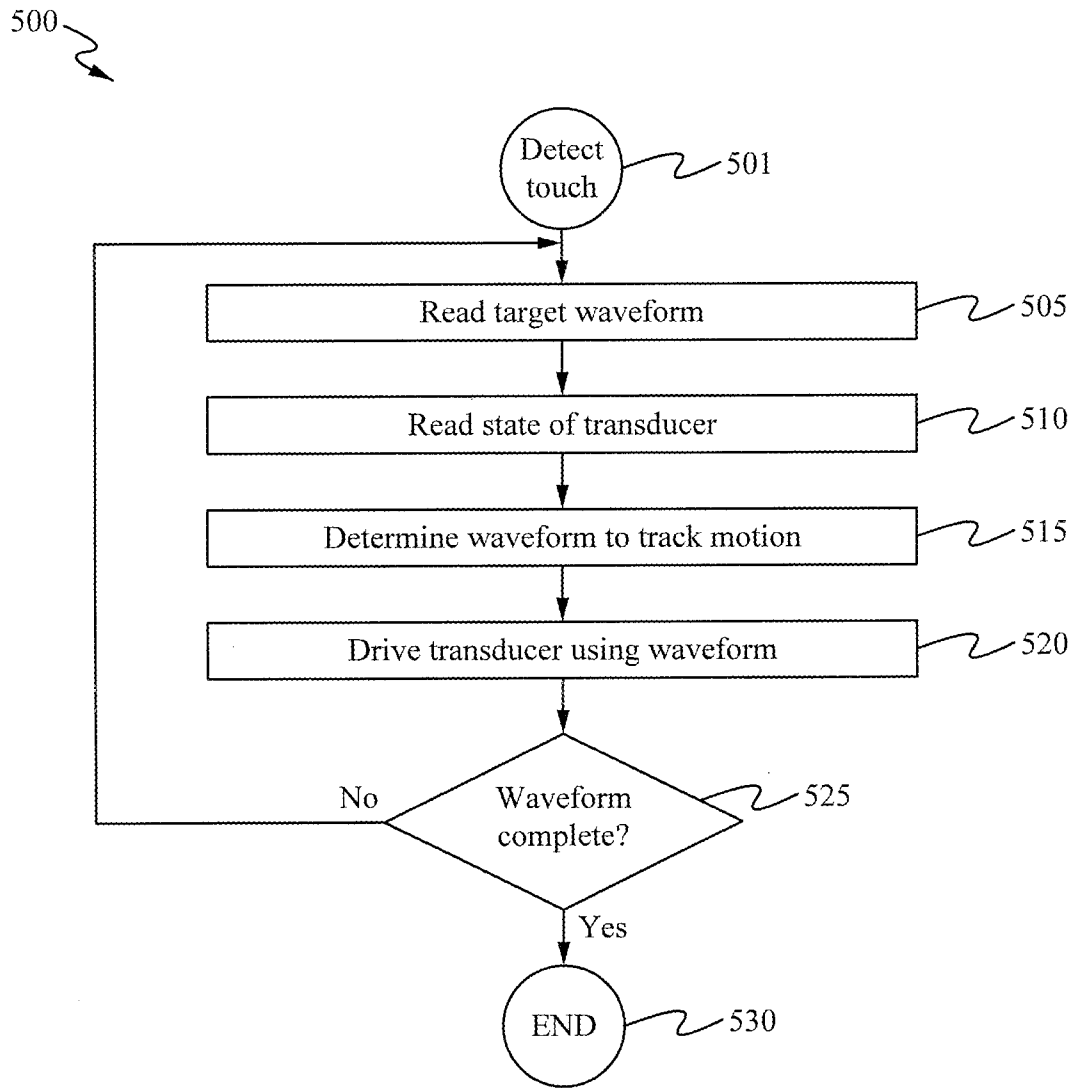 500
Detect
touch
501
Read target waveform
505
Read state of transducer
510
Determine waveform to track motion
515
Drive transducer using waveform
520
No
Waveform
complete?
525
Yes
END
530